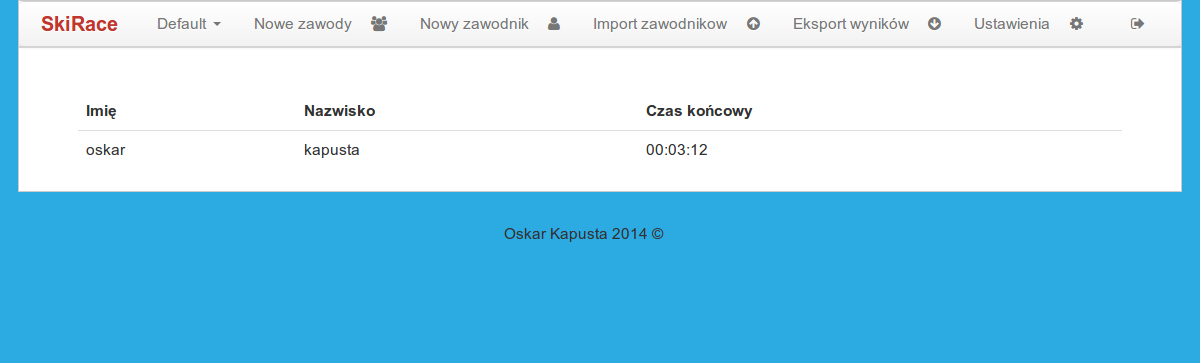 SkiRace Default Nowe zawody Nowy zawodnik Import zawodnikow Eksport wyników Ustawienia
Imię Nazwisko Czas końcowy
oskar kapusta 00:03:12
Oskar Kapusta 2014 ©